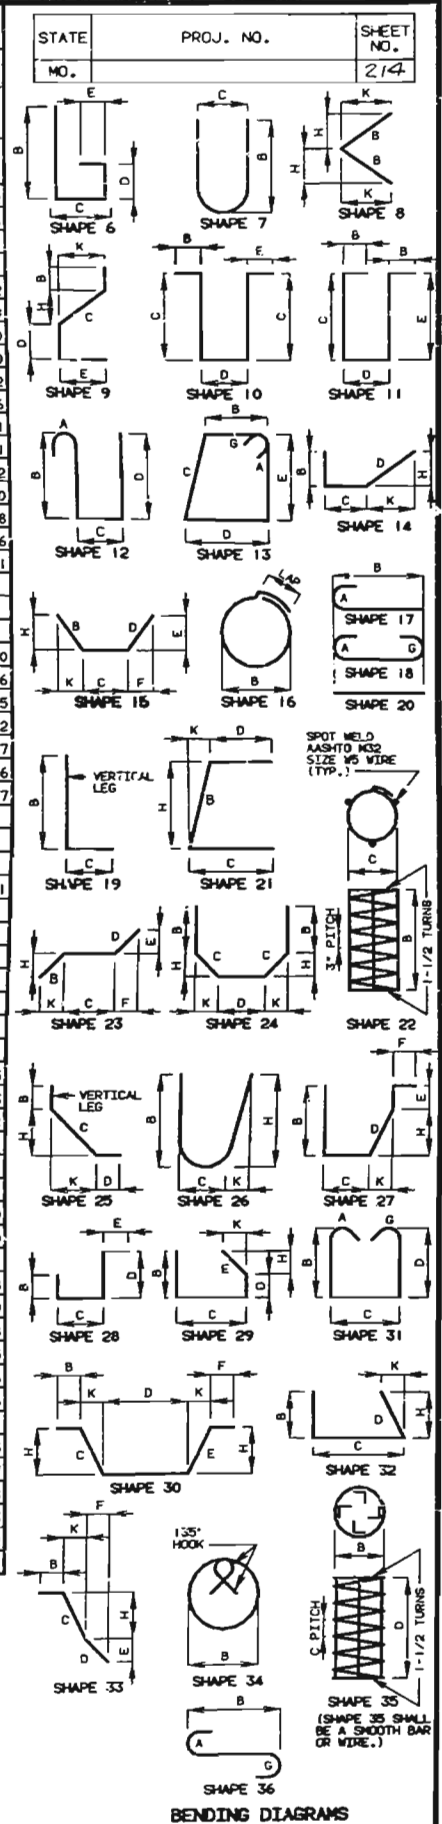 STATE PROJ. NO. SHEET NO.
MO. 214
E
B
D
C
SHAPE 6
C
B
SHAPE 7
K
H
B
H
B
K
SHAPE 8
K
B
H
C
D
E
SHAPE 9
B E
C C
D
SHAPE 10
B
B
C E
D
SHAPE 11
A
B D
C
SHAPE 12
B
G
A
C E
D
SHAPE 13
B D H
C K
SHAPE 14
H B D E
K C F
SHAPE 15
LAP
B
SHAPE 16
B
A
SHAPE 17
A G
SHAPE 18
SHAPE 20
B
VERTICAL
LEG
C
SHAPE 19
K D
H B
C
SHAPE 21
SPOT WELD
AASHTO M32
SIZE W5 WIRE
(TYP.)
C
3" PITCH
B
1-1/2 TURNS
SHAPE 22
H B D E
K C F
SHAPE 23
B B
H C C H
K D K
SHAPE 24
B
VERTICAL
LEG
H C
K D
SHAPE 25
B H
C K
SHAPE 26
F
B E
D H
C K
SHAPE 27
E
B D
C
SHAPE 28
K
B E H
D
C
SHAPE 29
A G
B D
C
SHAPE 31
B D F
K K
H C E H
SHAPE 30
K
B D H
C
SHAPE 32
F
K
B
C H
D E
SHAPE 33
135°
HOOK
B
SHAPE 34
B
C PITCH
D
1-1/2 TURNS
SHAPE 35
(SHAPE 35 SHALL
BE A SMOOTH BAR
OR WIRE.)
B
A
G
SHAPE 36
BENDING DIAGRAMS